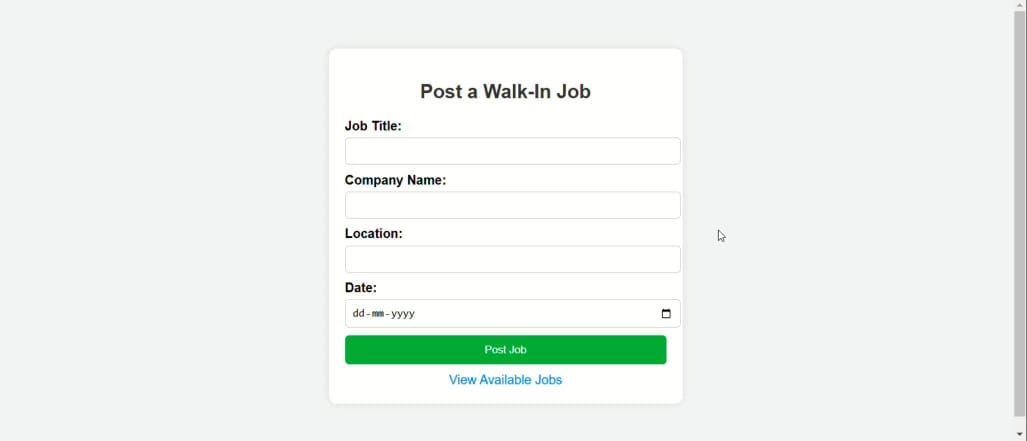 Post a Walk-In Job
Job Title:
Company Name:
Location:
Date:
dd-mm-yyyy
Post Job
View Available Jobs